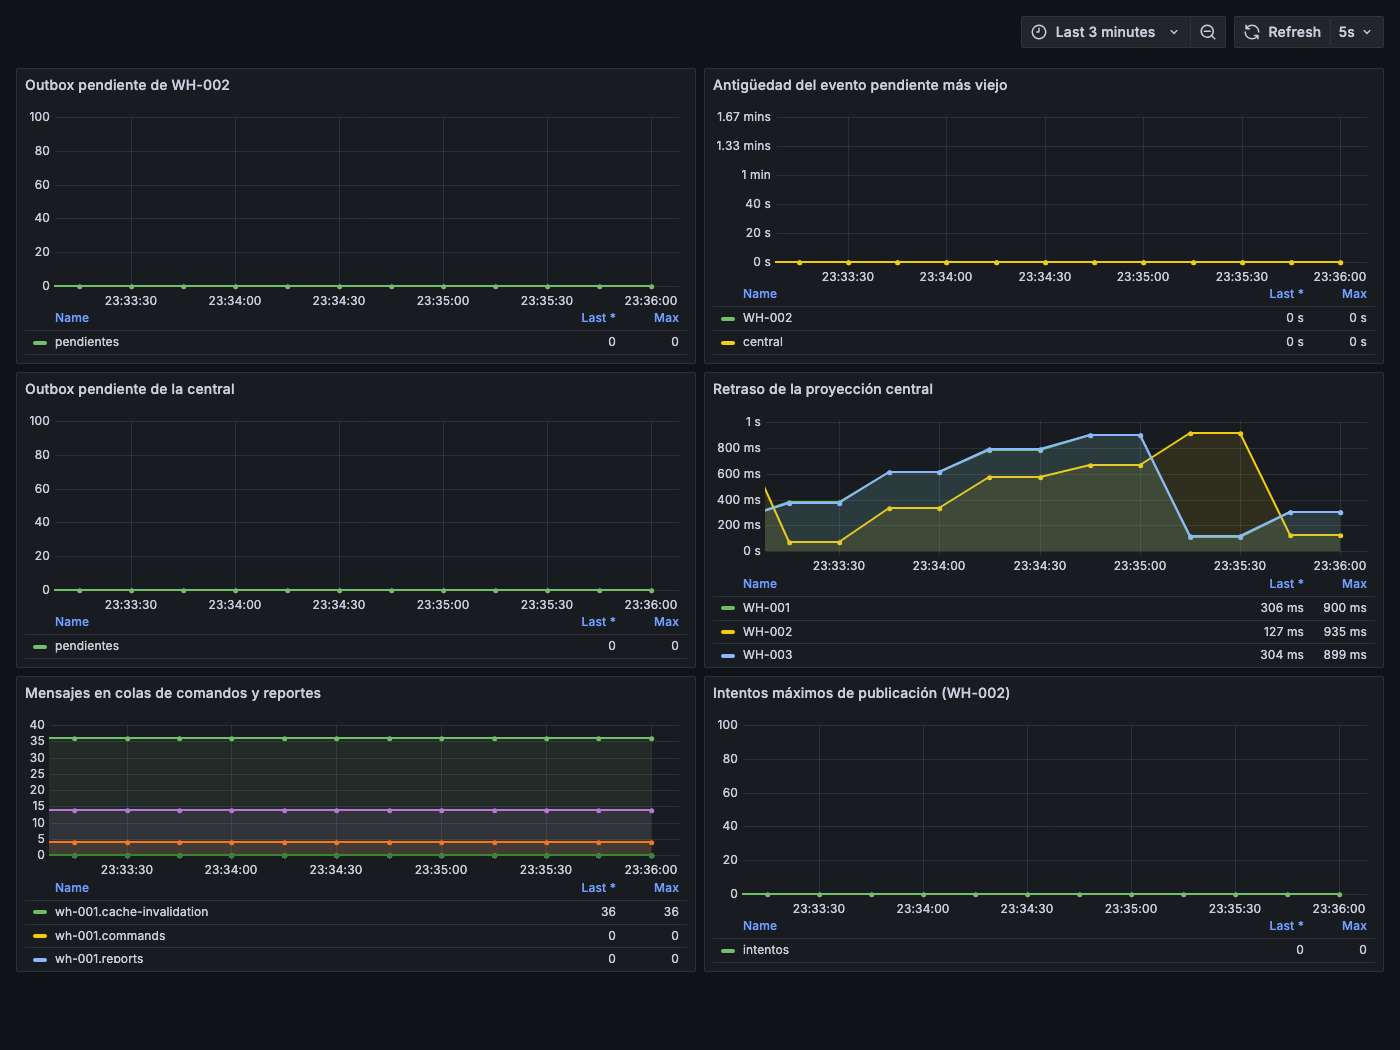 Last 3 minutes Refresh 5s
Outbox pendiente de WH-002
100
80
60
40
20
0
23:33:30 23:34:00 23:34:30 23:35:00 23:35:30 23:36:00
Name Last * Max
pendientes 0 0
Antigüedad del evento pendiente más viejo
1.67 mins
1.33 mins
1 min
40 s
20 s
0 s
23:33:30 23:34:00 23:34:30 23:35:00 23:35:30 23:36:00
Name Last * Max
WH-002 0 s 0 s
central 0 s 0 s
Outbox pendiente de la central
100
80
60
40
20
0
23:33:30 23:34:00 23:34:30 23:35:00 23:35:30 23:36:00
Name Last * Max
pendientes 0 0
Retraso de la proyección central
1 s
800 ms
600 ms
400 ms
200 ms
0 s
23:33:30 23:34:00 23:34:30 23:35:00 23:35:30 23:36:00
Name Last * Max
WH-001 306 ms 900 ms
WH-002 127 ms 935 ms
WH-003 304 ms 899 ms
Mensajes en colas de comandos y reportes
40
35
30
25
20
15
10
5
0
23:33:30 23:34:00 23:34:30 23:35:00 23:35:30 23:36:00
Name Last * Max
wh-001.cache-invalidation 36 36
wh-001.commands 0 0
wh-001.reports 0 0
Intentos máximos de publicación (WH-002)
100
80
60
40
20
0
23:33:30 23:34:00 23:34:30 23:35:00 23:35:30 23:36:00
Name Last * Max
intentos 0 0